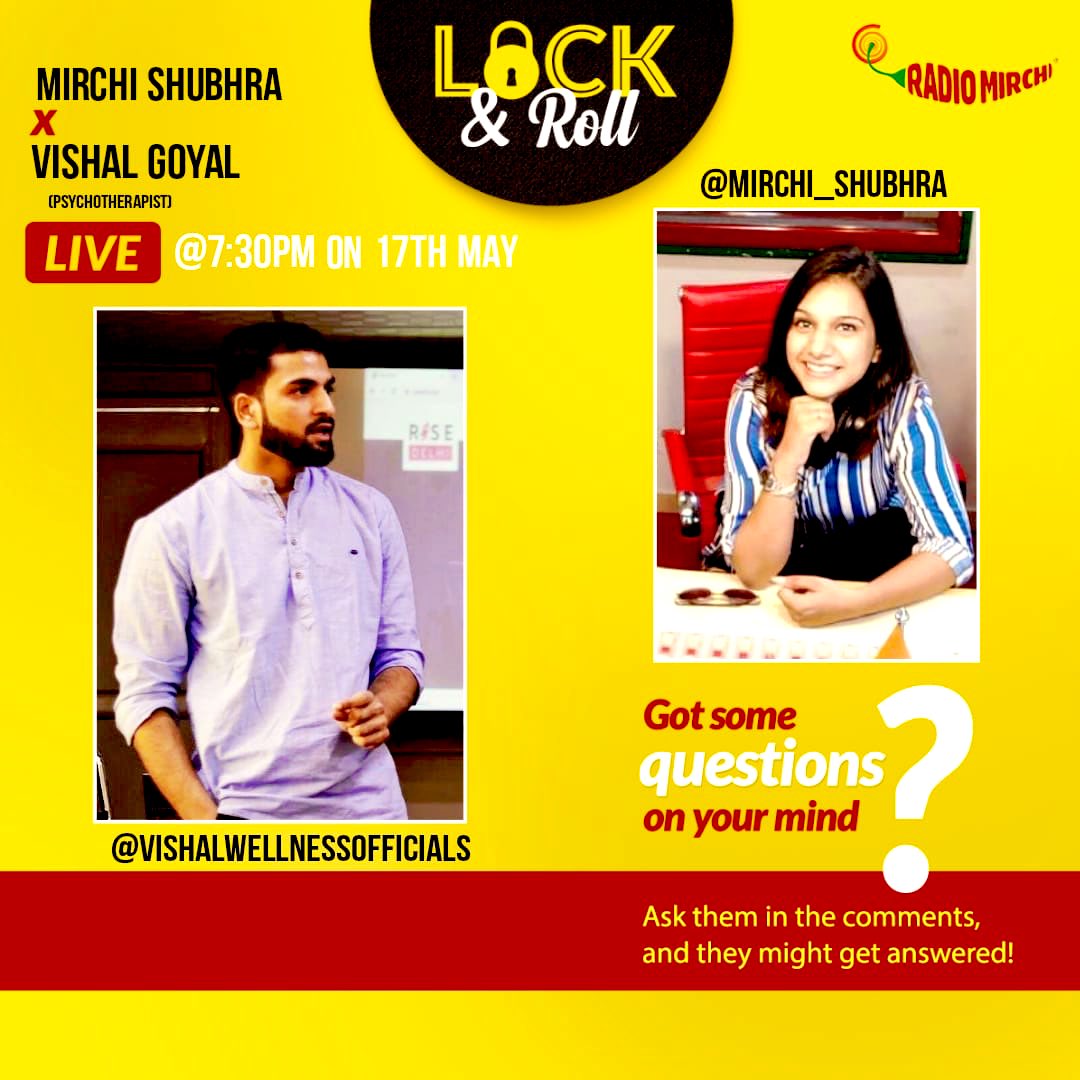 LOCK
& Roll
RADIO MIRCHI
MIRCHI SHUBHRA
X
VISHAL GOYAL
(PSYCHOTHERAPIST)
LIVE @7:30PM ON 17TH MAY
@MIRCHI_SHUBHRA
RISE
DELHI
@VISHALWELLNESSOFFICIALS
Got some
questions
on your mind
?
Ask them in the comments,
and they might get answered!